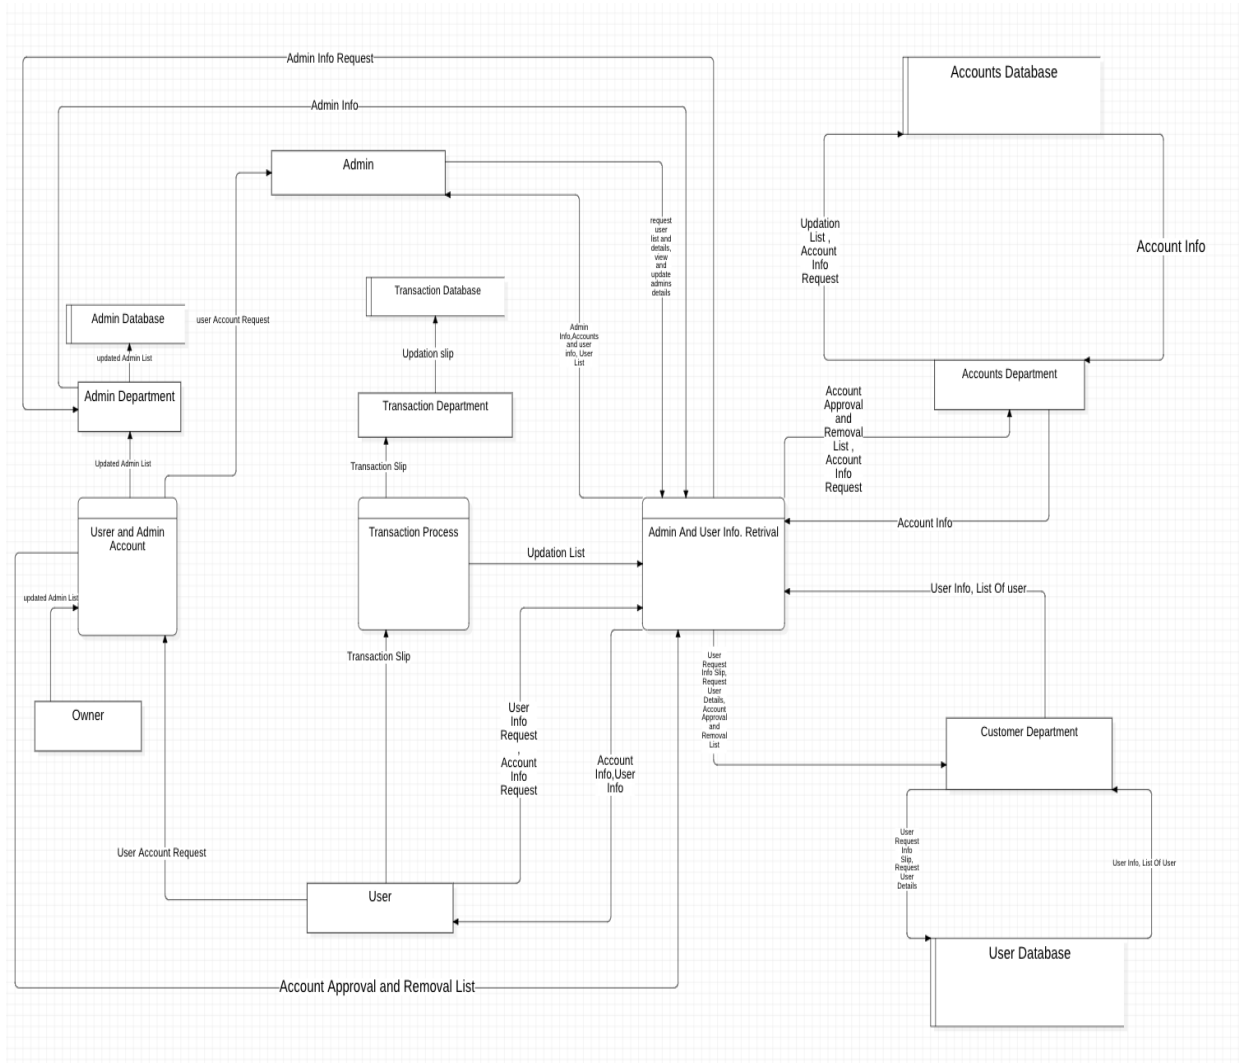 Admin Info Request
Accounts Database
Admin Info
Admin
request
user
list and
details,
view
and
update
admins
details
Updation
List ,
Account
Info
Request
Account Info
Transaction Database
Admin Database
user Account Request
Admin
Info,Accounts
and user
info, User
List
updated Admin List
Updation slip
Accounts Department
Admin Department
Transaction Department
Account
Approval
and
Removal
List ,
Account
Info
Request
Updated Admin List
Transaction Slip
Usrer and Admin
Account
Transaction Process
Admin And User Info. Retrival
Account Info
Updation List
User Info, List Of user
updated Admin List
Transaction Slip
User
Request
Info Slip,
Request
User
Details,
Account
Approval
and
Removal
List
Owner
User
Info
Request
,
Account
Info
Request
Account
Info,User
Info
Customer Department
User Account Request
User
Request
Info
Slip,
Request
User
Details
User Info, List Of User
User
User Database
Account Approval and Removal List